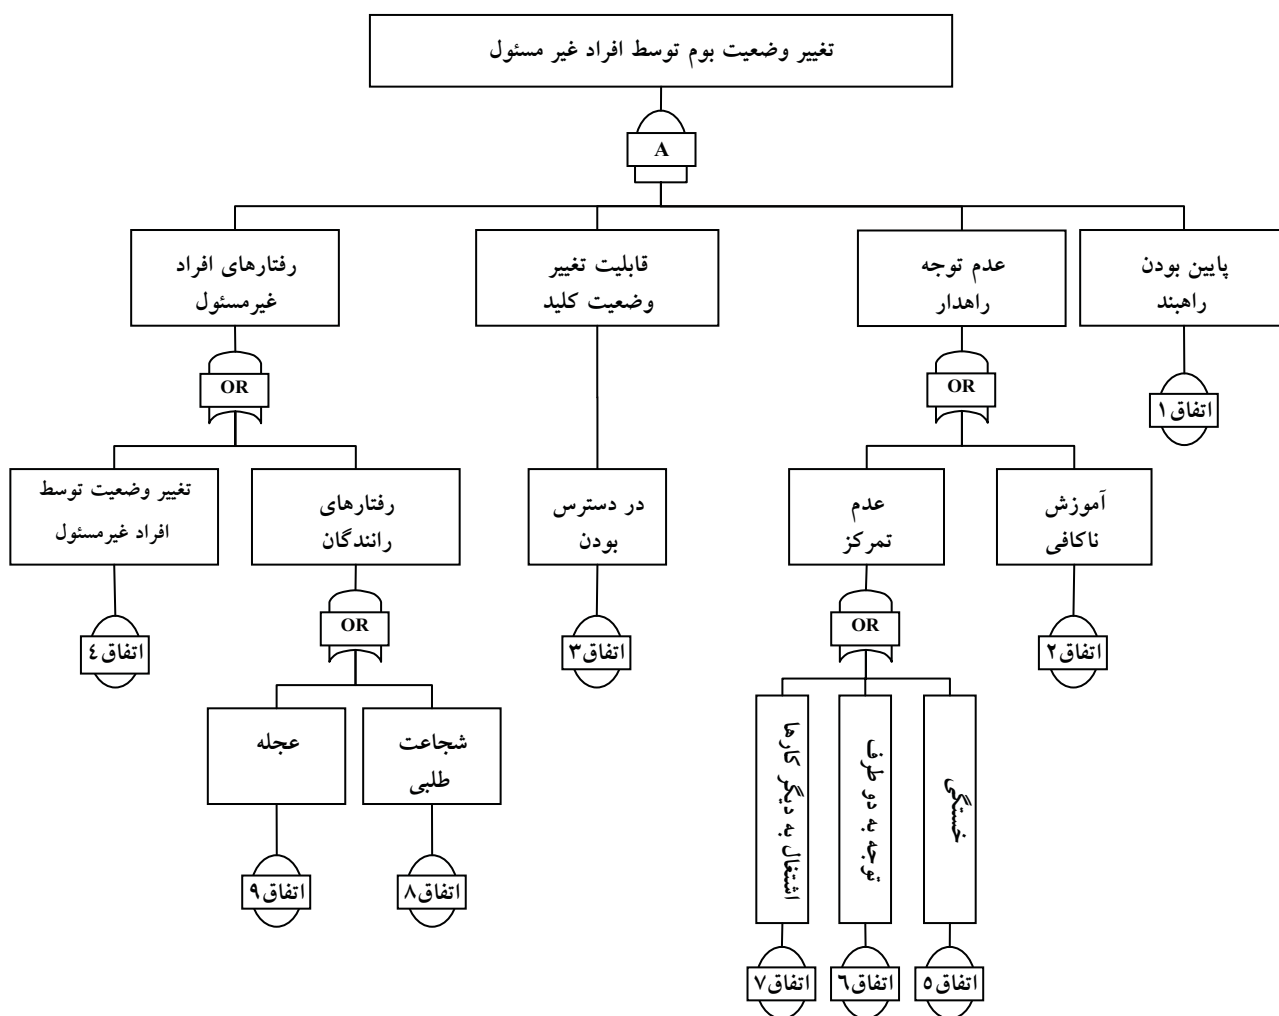 تغییر وضعیت بوم توسط افراد غیر مسئول
A
پایین بودن
راهبند
عدم توجه
راهدار
قابلیت تغییر
وضعیت کلید
رفتارهای افراد
غیرمسئول
OR
OR
اتفاق۱
آموزش
ناکافی
عدم
تمرکز
در دسترس
بودن
رفتارهای
رانندگان
تغییر وضعیت توسط
افراد غیرمسئول
OR
OR
اتفاق۲
اتفاق۳
اتفاق٤
خستگی
توجه به دو طرف
اشتغال به دیگر کارها
شجاعت
طلبی
عجله
اتفاق۸
اتفاق۹
اتفاق٥
اتفاق٦
اتفاق۷